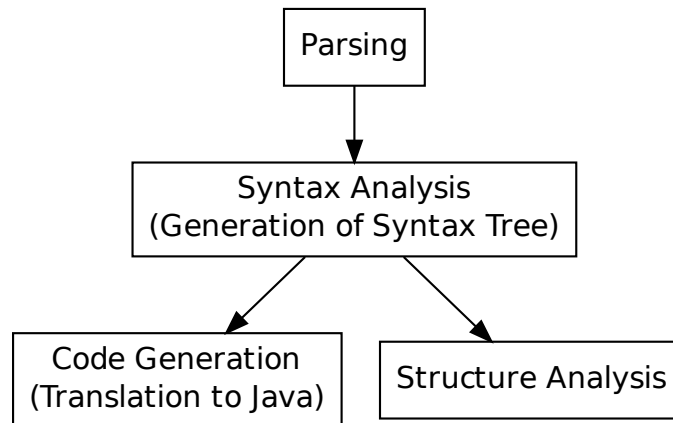 Parsing
Syntax Analysis
(Generation of Syntax Tree)
Code Generation
(Translation to Java)
Structure Analysis